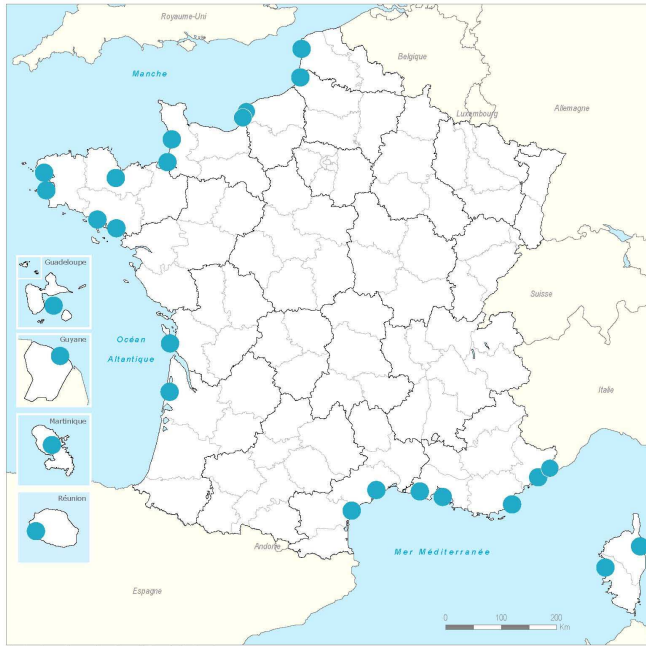 Royaume-Uni
Belgique
Manche
Luxembourg
Allemagne
Guadeloupe
Suisse
Océan
Altantique
Guyane
Italie
Martinique
Réunion
Andorre
Mer Méditerranée
Espagne
0 100 200
Km